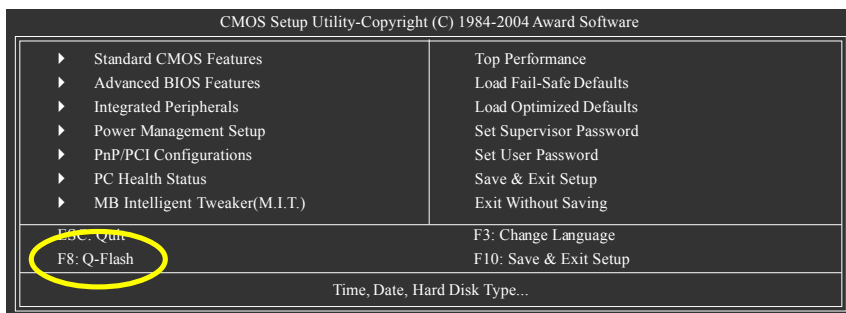 CMOS Setup Utility-Copyright (C) 1984-2004 Award Software
Standard CMOS Features
Advanced BIOS Features
Integrated Peripherals
Power Management Setup
PnP/PCI Configurations
PC Health Status
MB Intelligent Tweaker(M.I.T.)
Top Performance
Load Fail-Safe Defaults
Load Optimized Defaults
Set Supervisor Password
Set User Password
Save & Exit Setup
Exit Without Saving
ESC: Quit
F3: Change Language
F8: Q-Flash
F10: Save & Exit Setup
Time, Date, Hard Disk Type...